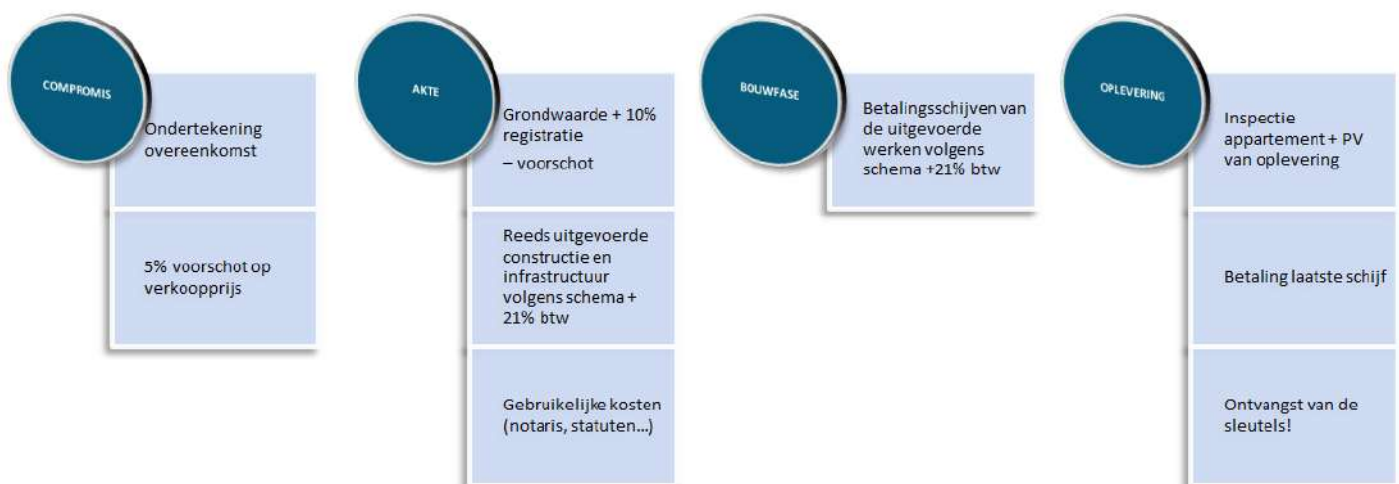 COMPROMIS
Ondertekening
overeenkomst
5% voorschot op
verkoopprijs
AKTE
Grondwaarde + 10%
registratie
– voorschot
Reeds uitgevoerde
constructie en
infrastructuur
volgens schema +
21% btw
Gebruikelijke kosten
(notaris, statuten...)
BOUWFASE
Betalingsschijven van
de uitgevoerde
werken volgens
schema +21% btw
OPLEVERING
Inspectie
appartement + PV
van oplevering
Betaling laatste schijf
Ontvangst van de
sleutels!